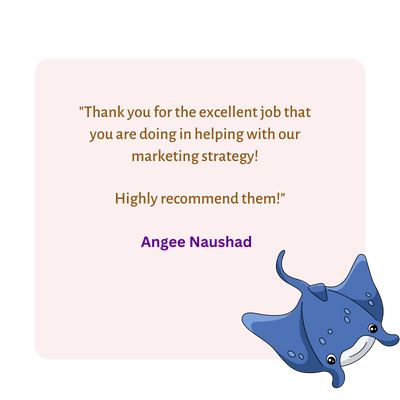 "Thank you for the excellent job that
you are doing in helping with our
marketing strategy!
Highly recommend them!"
Angee Naushad